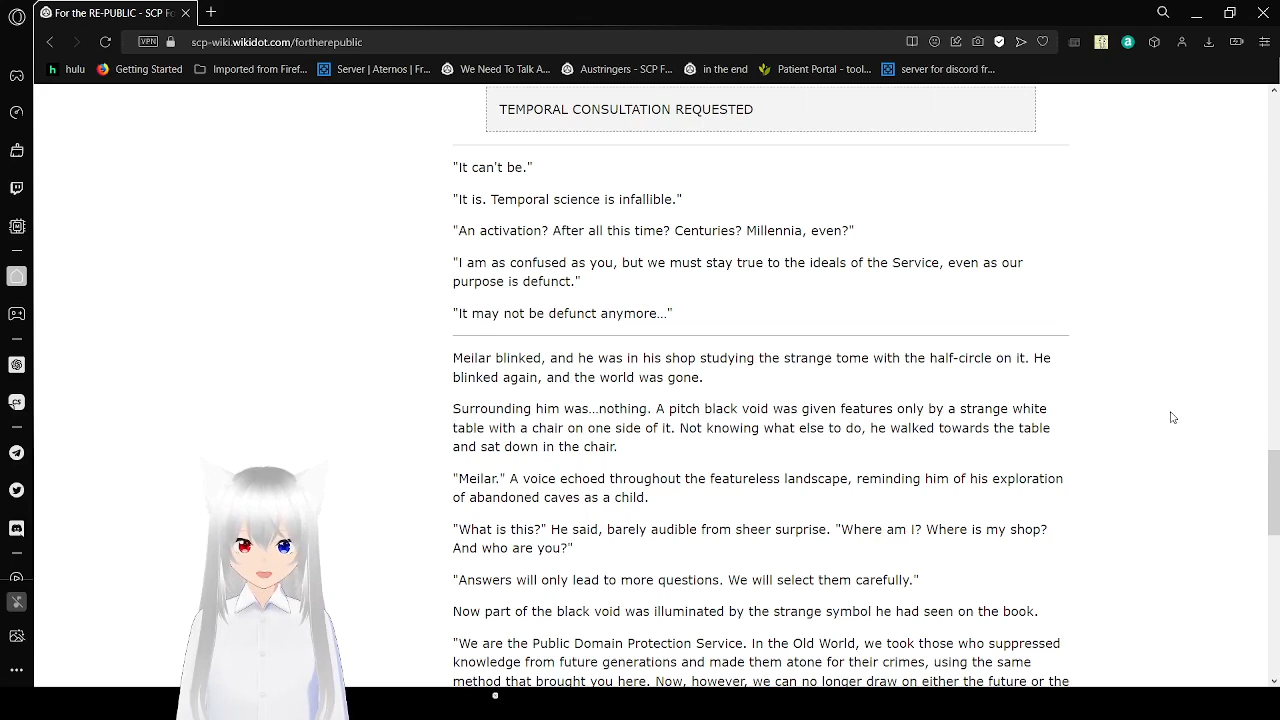 For the RE-PUBLIC - SCP Fo
VPN
scp-wiki.wikidot.com/fortherepublic
hulu
Getting Started
Imported from Firef...
Server | Aternos | Fr...
We Need To Talk A...
Austringers - SCP F...
in the end
Patient Portal - tool...
server for discord fr...
TEMPORAL CONSULTATION REQUESTED
"It can't be."
"It is. Temporal science is infallible."
"An activation? After all this time? Centuries? Millennia, even?"
"I am as confused as you, but we must stay true to the ideals of the Service, even as our
purpose is defunct."
"It may not be defunct anymore…"
Meilar blinked, and he was in his shop studying the strange tome with the half-circle on it. He
blinked again, and the world was gone.
Surrounding him was…nothing. A pitch black void was given features only by a strange white
table with a chair on one side of it. Not knowing what else to do, he walked towards the table
and sat down in the chair.
"Meilar." A voice echoed throughout the featureless landscape, reminding him of his exploration
of abandoned caves as a child.
"What is this?" He said, barely audible from sheer surprise. "Where am I? Where is my shop?
And who are you?"
"Answers will only lead to more questions. We will select them carefully."
Now part of the black void was illuminated by the strange symbol he had seen on the book.
"We are the Public Domain Protection Service. In the Old World, we took those who suppressed
knowledge from future generations and made them atone for their crimes, using the same
method that brought you here. Now, however, we can no longer draw on either the future or the